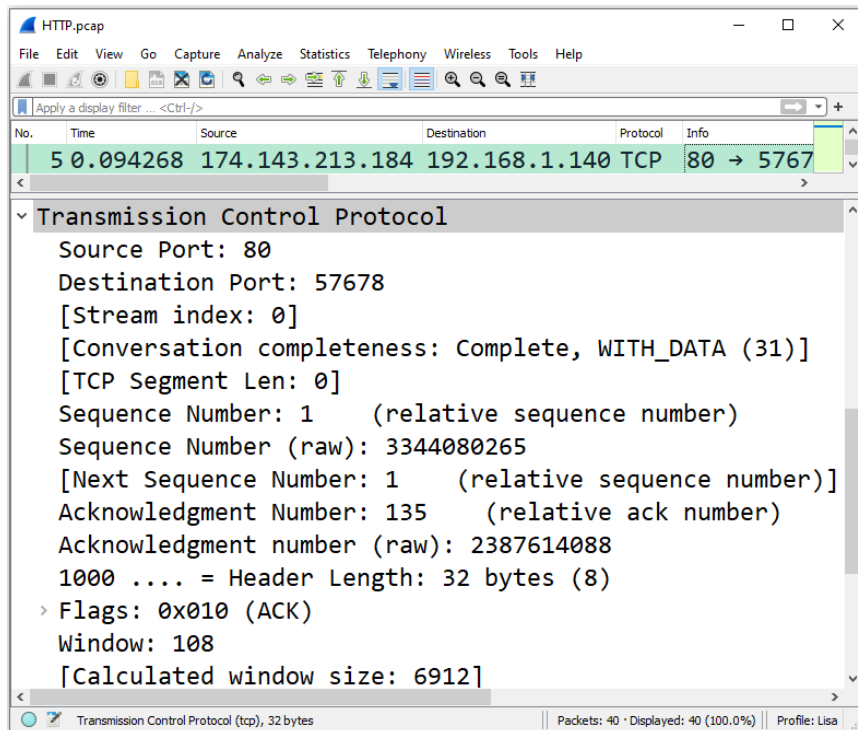 HTTP.pcap
File Edit View Go Capture Analyze Statistics Telephony Wireless Tools Help
Apply a display filter ... <Ctrl-/>
No. Time Source Destination Protocol Info
5 0.094268 174.143.213.184 192.168.1.140 TCP 80 → 5767
Transmission Control Protocol
Source Port: 80
Destination Port: 57678
[Stream index: 0]
[Conversation completeness: Complete, WITH_DATA (31)]
[TCP Segment Len: 0]
Sequence Number: 1 (relative sequence number)
Sequence Number (raw): 3344080265
[Next Sequence Number: 1 (relative sequence number)]
Acknowledgment Number: 135 (relative ack number)
Acknowledgment number (raw): 2387614088
1000 .... = Header Length: 32 bytes (8)
Flags: 0x010 (ACK)
Window: 108
[Calculated window size: 6912]
Transmission Control Protocol (tcp), 32 bytes Packets: 40 · Displayed: 40 (100.0%) Profile: Lisa